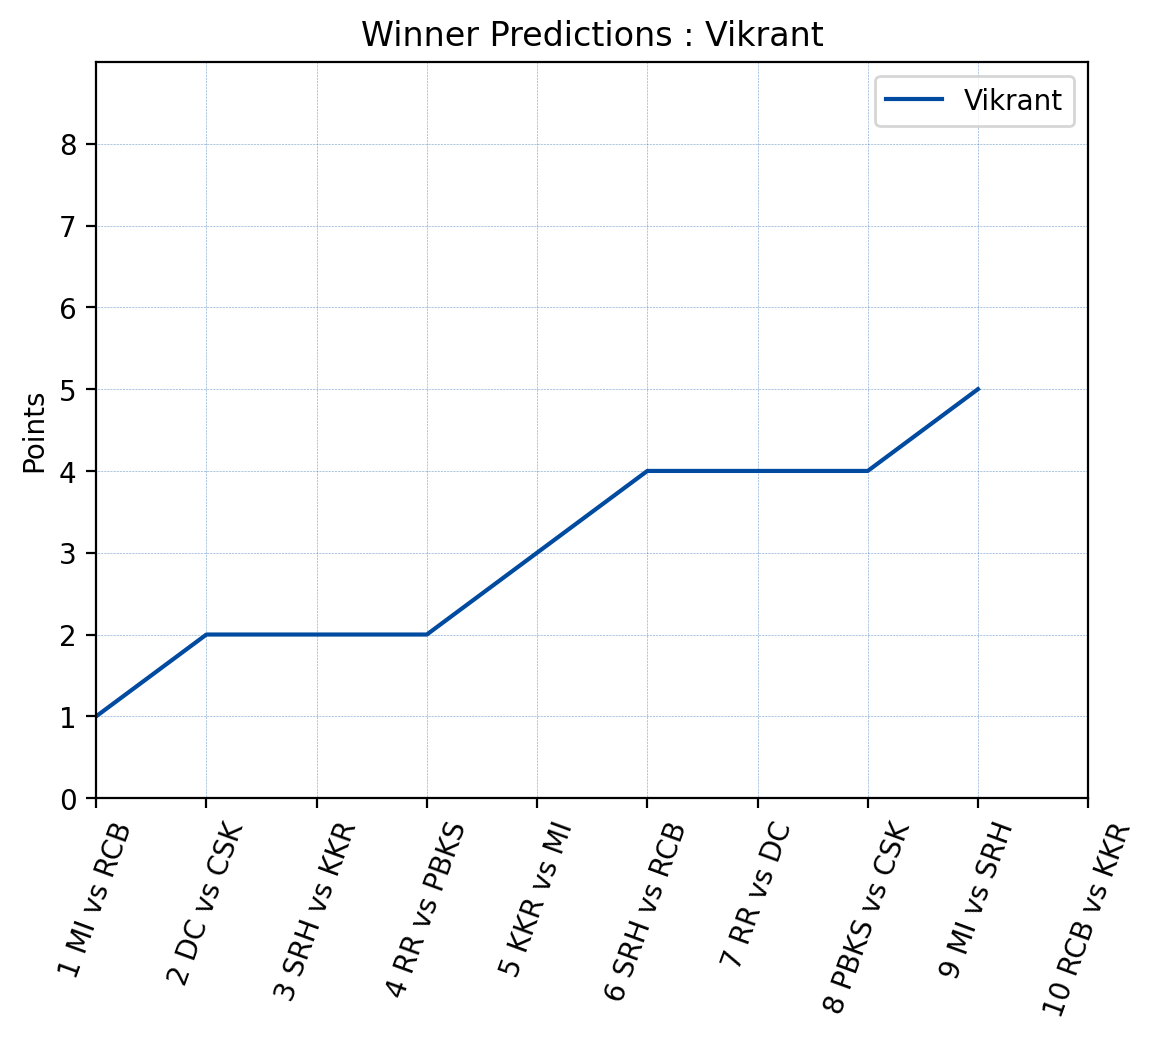 Winner Predictions : Vikrant
Vikrant
Points
8
7
6
5
4
3
2
1
0
1 MI vs RCB
2 DC vs CSK
3 SRH vs KKR
4 RR vs PBKS
5 KKR vs MI
6 SRH vs RCB
7 RR vs DC
8 PBKS vs CSK
9 MI vs SRH
10 RCB vs KKR